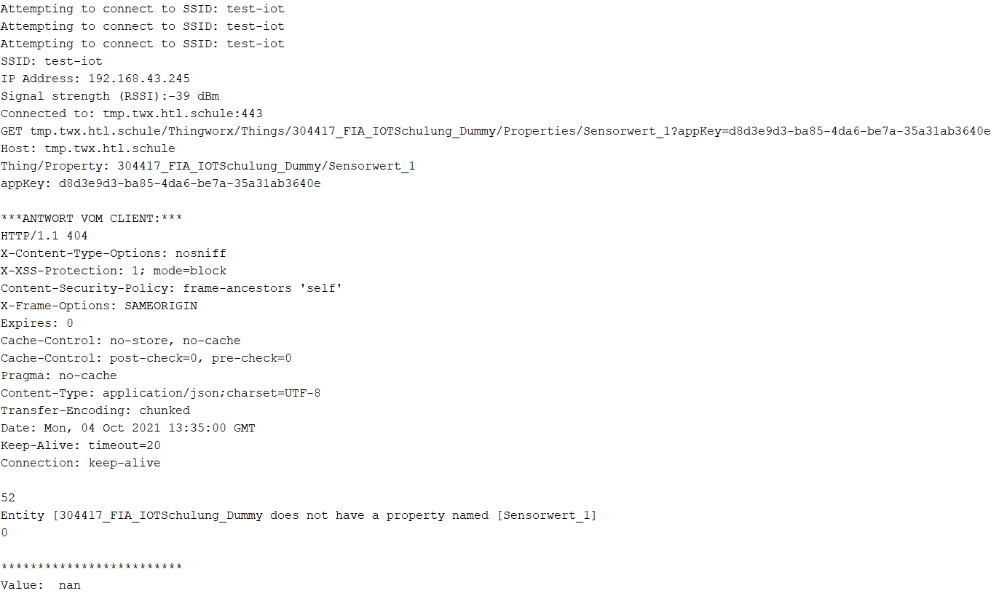 Attempting to connect to SSID: test-iot
Attempting to connect to SSID: test-iot
Attempting to connect to SSID: test-iot
SSID: test-iot
IP Address: 192.168.43.245
Signal strength (RSSI):-39 dBm
Connected to: tmp.twx.htl.schule:443
GET tmp.twx.htl.schule/Thingworx/Things/304417_FIA_IOTSchulung_Dummy/Properties/Sensorwert_1?appKey=d8d3e9d3-ba85-4da6-be7a-35a31ab3640e
Host: tmp.twx.htl.schule
Thing/Property: 304417_FIA_IOTSchulung_Dummy/Sensorwert_1
appKey: d8d3e9d3-ba85-4da6-be7a-35a31ab3640e

***ANTWORT VOM CLIENT:***
HTTP/1.1 404
X-Content-Type-Options: nosniff
X-XSS-Protection: 1; mode=block
Content-Security-Policy: frame-ancestors 'self'
X-Frame-Options: SAMEORIGIN
Expires: 0
Cache-Control: no-store, no-cache
Cache-Control: post-check=0, pre-check=0
Pragma: no-cache
Content-Type: application/json;charset=UTF-8
Transfer-Encoding: chunked
Date: Mon, 04 Oct 2021 13:35:00 GMT
Keep-Alive: timeout=20
Connection: keep-alive

52
Entity [304417_FIA_IOTSchulung_Dummy does not have a property named [Sensorwert_1]
0

*************************
Value:  nan